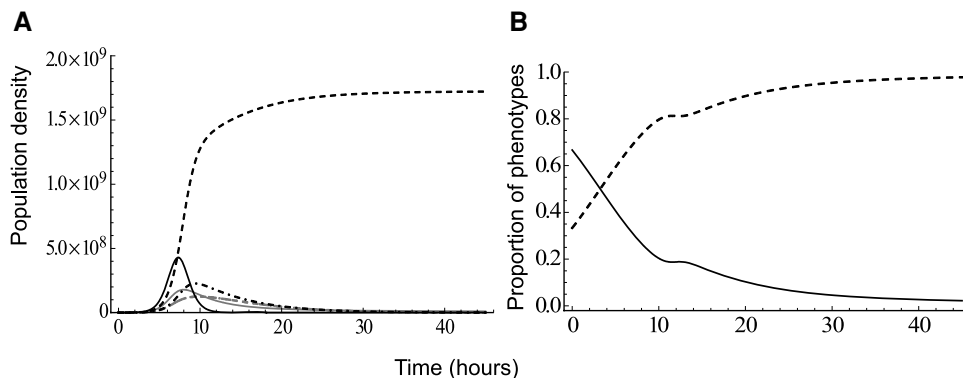 A
B
Population density
2.0×10⁹
1.5×10⁹
1.0×10⁹
5.0×10⁸
0
0 10 20 30 40
Proportion of phenotypes
1.0
0.8
0.6
0.4
0.2
0.0
0 10 20 30 40
Time (hours)